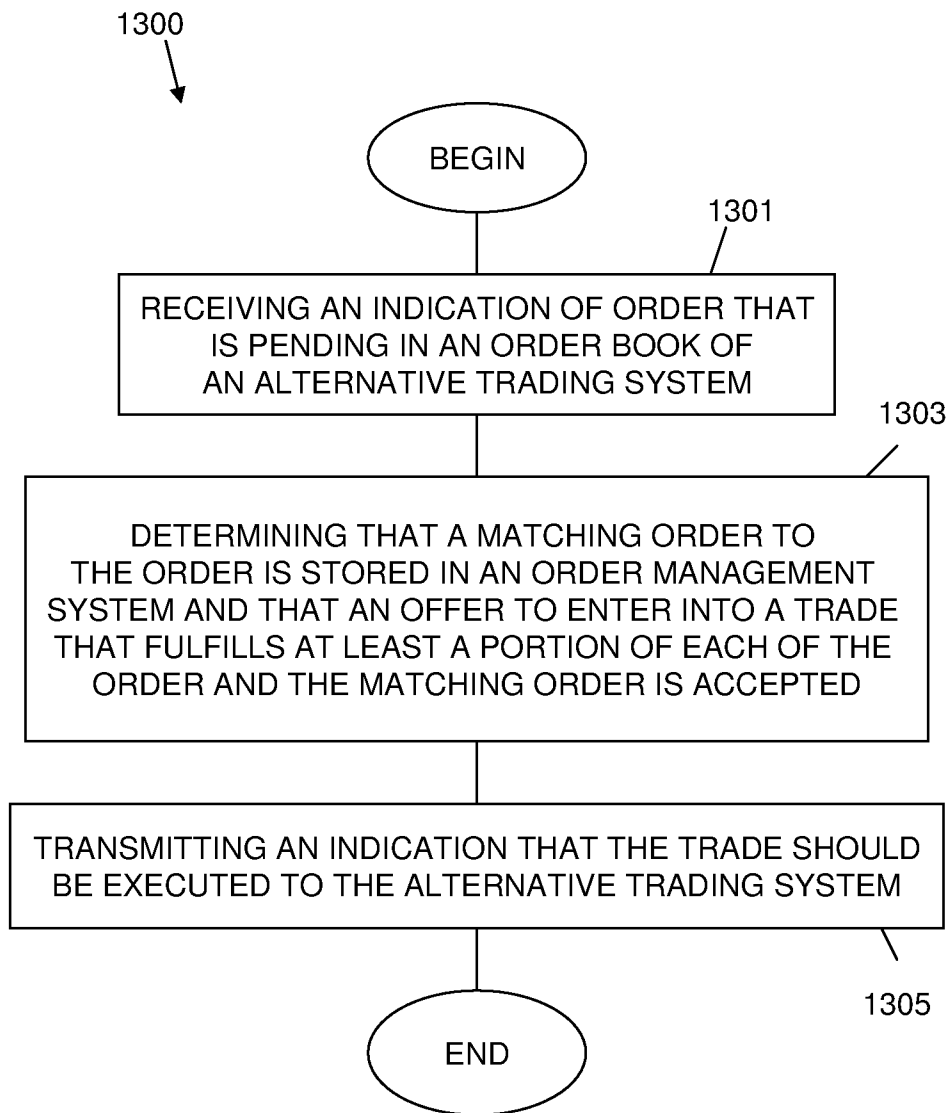 1300
BEGIN
1301
RECEIVING AN INDICATION OF ORDER THAT
IS PENDING IN AN ORDER BOOK OF
AN ALTERNATIVE TRADING SYSTEM
1303
DETERMINING THAT A MATCHING ORDER TO
THE ORDER IS STORED IN AN ORDER MANAGEMENT
SYSTEM AND THAT AN OFFER TO ENTER INTO A TRADE
THAT FULFILLS AT LEAST A PORTION OF EACH OF THE
ORDER AND THE MATCHING ORDER IS ACCEPTED
TRANSMITTING AN INDICATION THAT THE TRADE SHOULD
BE EXECUTED TO THE ALTERNATIVE TRADING SYSTEM
1305
END